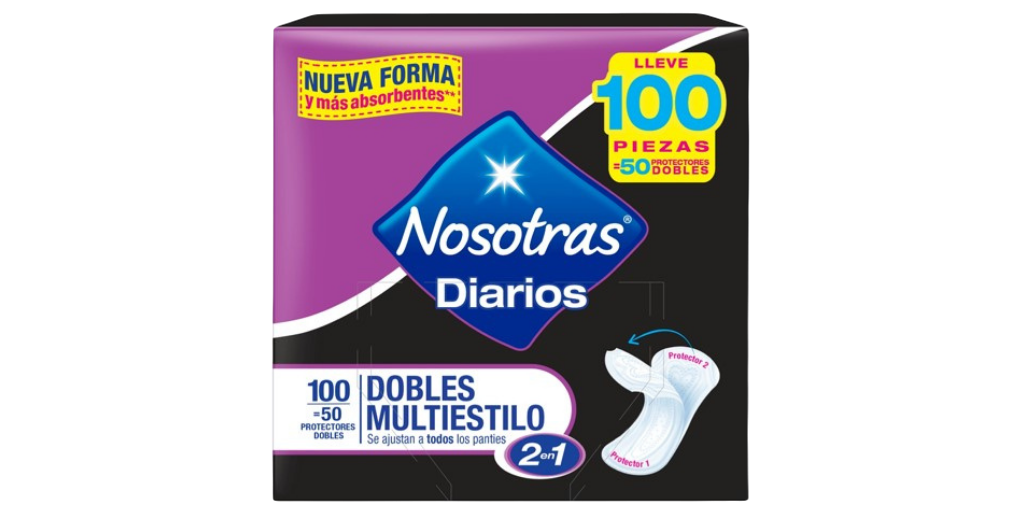 NUEVA FORMA
y más absorbentes**
LLEVE
100
PIEZAS
=50 PROTECTORES DOBLES
Nosotras®
Diarios
100
=50
PROTECTORES
DOBLES
DOBLES
MULTIESTILO
Se ajustan a todos los panties
2en1
Protector 2
Protector 1